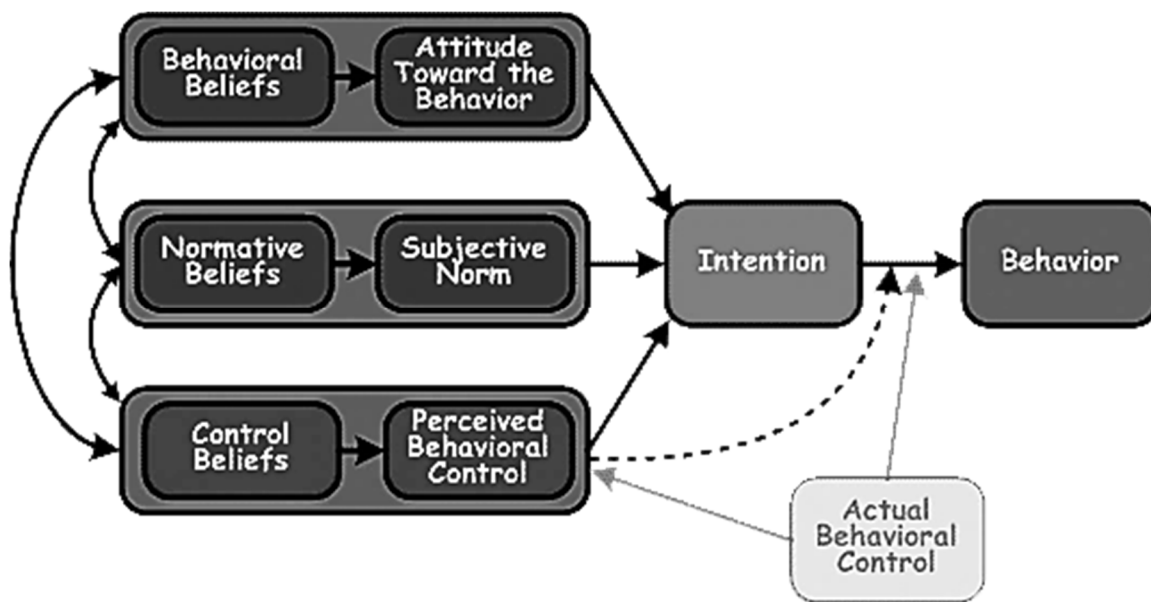 Behavioral
Beliefs
Attitude
Toward the
Behavior
Normative
Beliefs
Subjective
Norm
Intention
Behavior
Control
Beliefs
Perceived
Behavioral
Control
Actual
Behavioral
Control